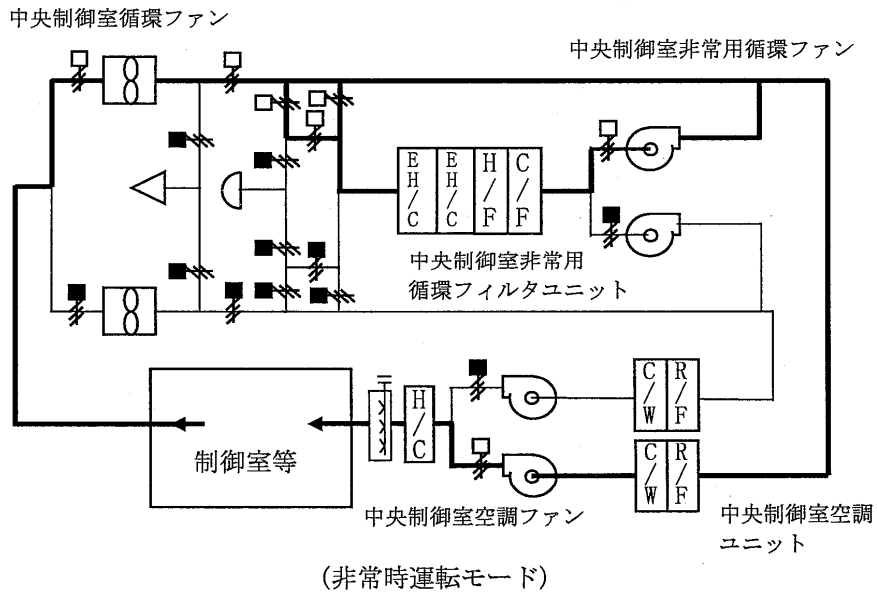 中央制御室循環ファン
中央制御室非常用循環ファン
EH/C
EH/C
H/F
C/F
中央制御室非常用
循環フィルタユニット
C/W
R/F
H/C
制御室等
C/W
R/F
中央制御室空調ファン
中央制御室空調
ユニット
(非常時運転モード)